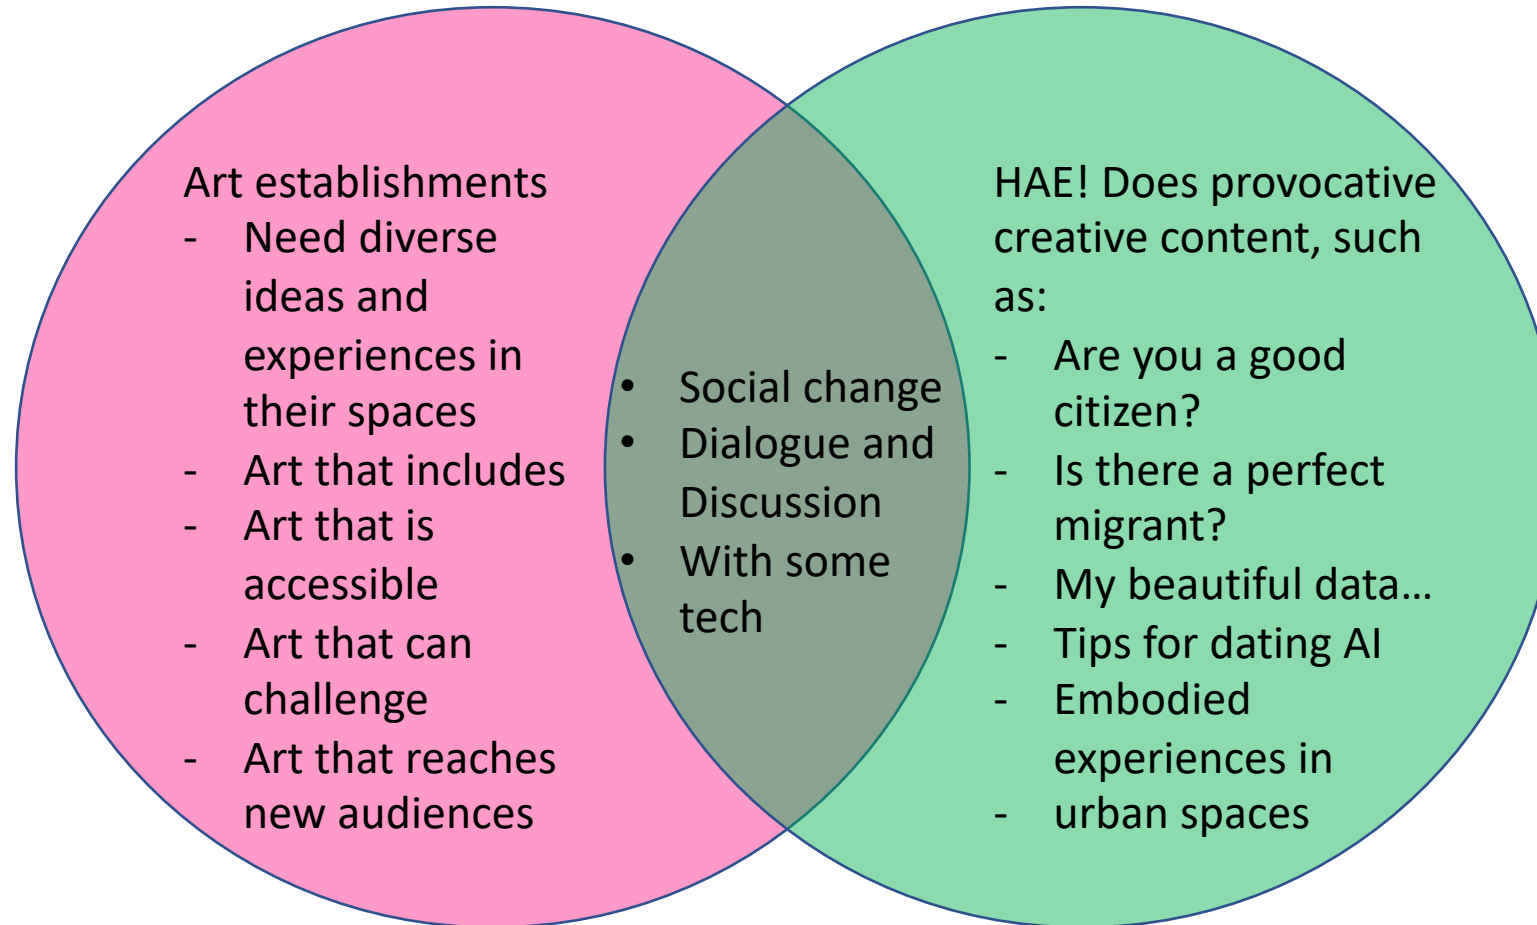 Art establishments
- Need diverse
ideas and
experiences in
their spaces
- Art that includes
- Art that is
accessible
- Art that can
challenge
- Art that reaches
new audiences
• Social change
• Dialogue and
Discussion
• With some
tech
HAE! Does provocative
creative content, such
as:
- Are you a good
citizen?
- Is there a perfect
migrant?
- My beautiful data…
- Tips for dating AI
- Embodied
experiences in
- urban spaces